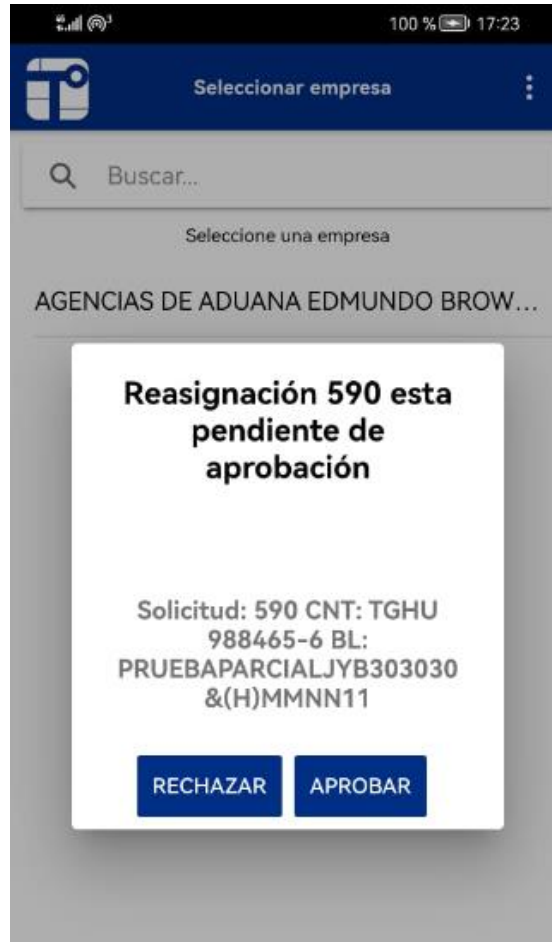 100 % 17:23
Seleccionar empresa
Buscar...
Seleccione una empresa
AGENCIAS DE ADUANA EDMUNDO BROW...
Reasignación 590 esta
pendiente de
aprobación
Solicitud: 590 CNT: TGHU
988465-6 BL:
PRUEBAPARCIALJYB303030
&(H)MMNN11
RECHAZAR APROBAR